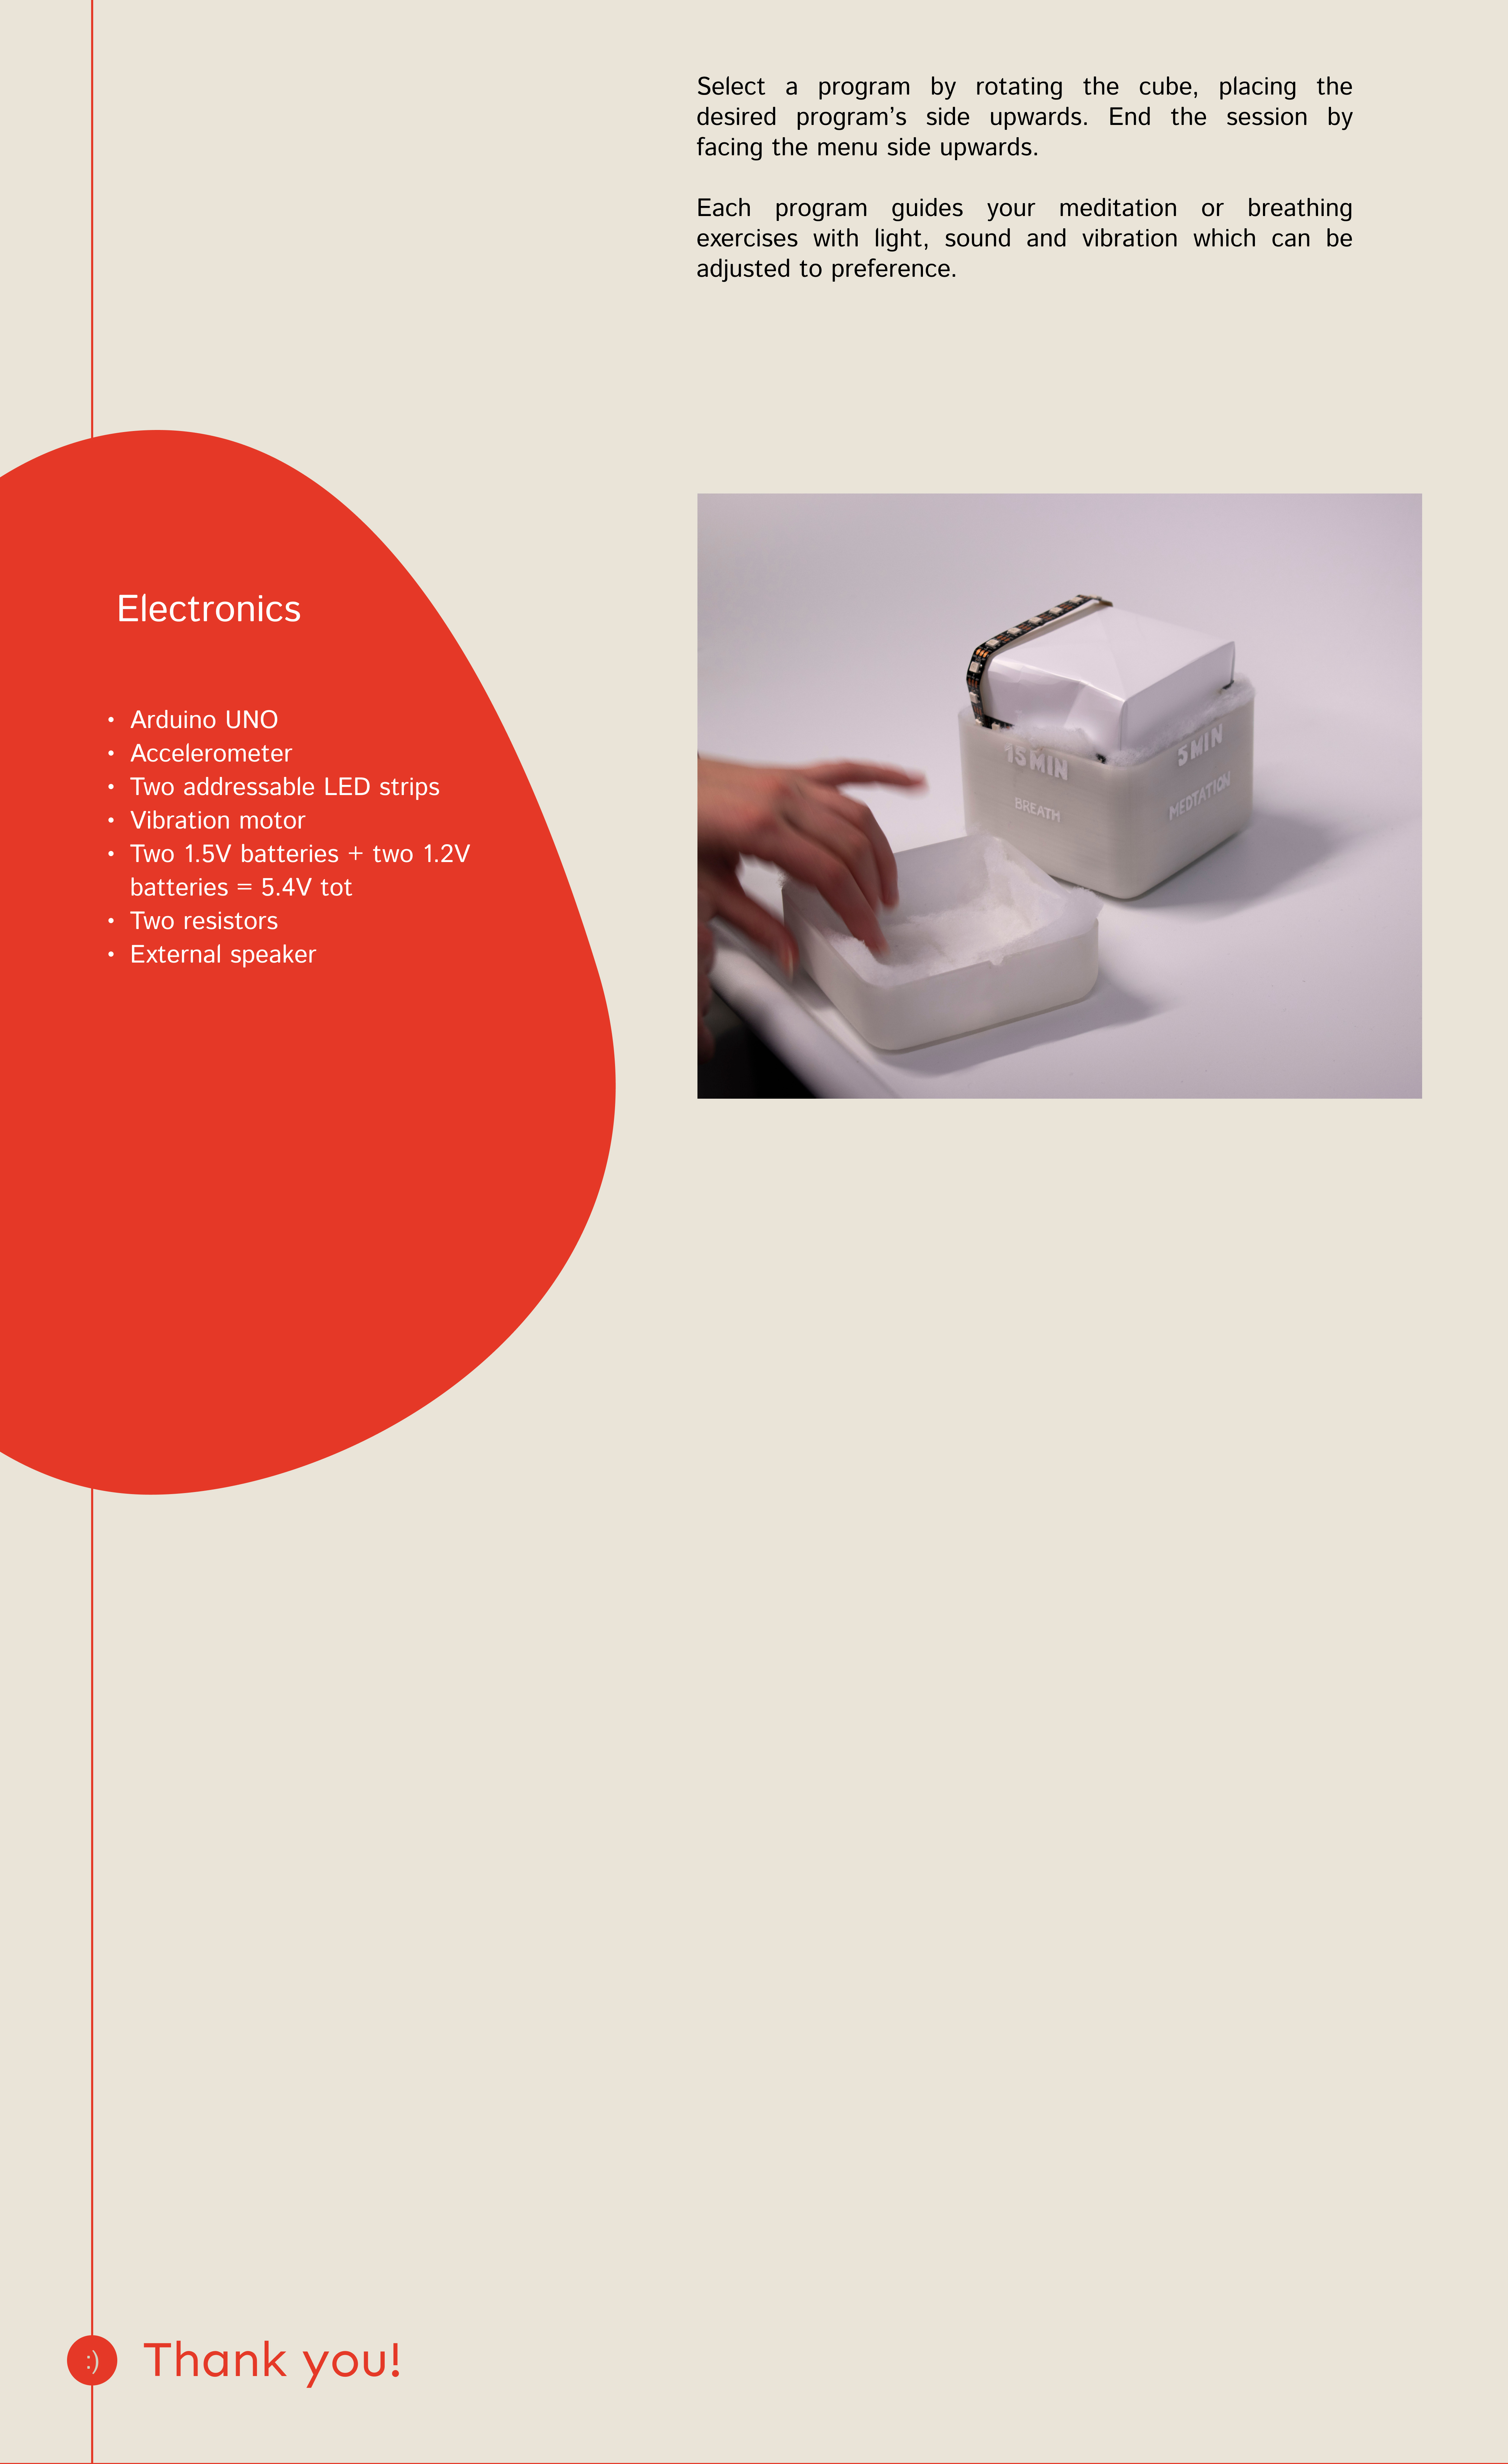 Select a program by rotating the cube, placing the
desired program’s side upwards. End the session by
facing the menu side upwards.
Each program guides your meditation or breathing
exercises with light, sound and vibration which can be
adjusted to preference.
Electronics
• Arduino UNO
• Accelerometer
• Two addressable LED strips
• Vibration motor
• Two 1.5V batteries + two 1.2V
batteries = 5.4V tot
• Two resistors
• External speaker
15 MIN
BREATH
5 MIN
MEDTATION
:)
Thank you!